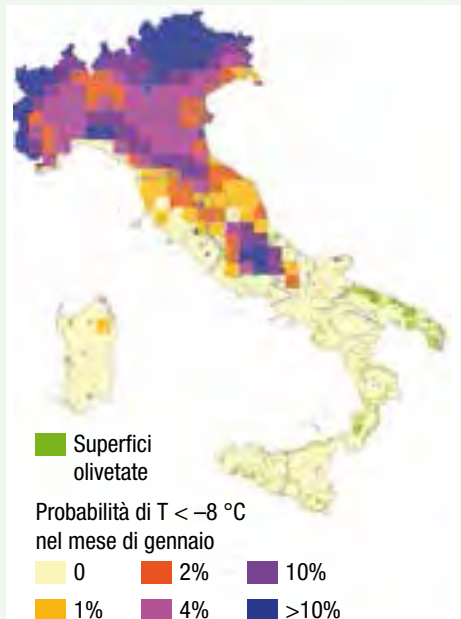 Superfici
olivetate
Probabilità di T < –8 °C
nel mese di gennaio
0 2% 10%
1% 4% >10%